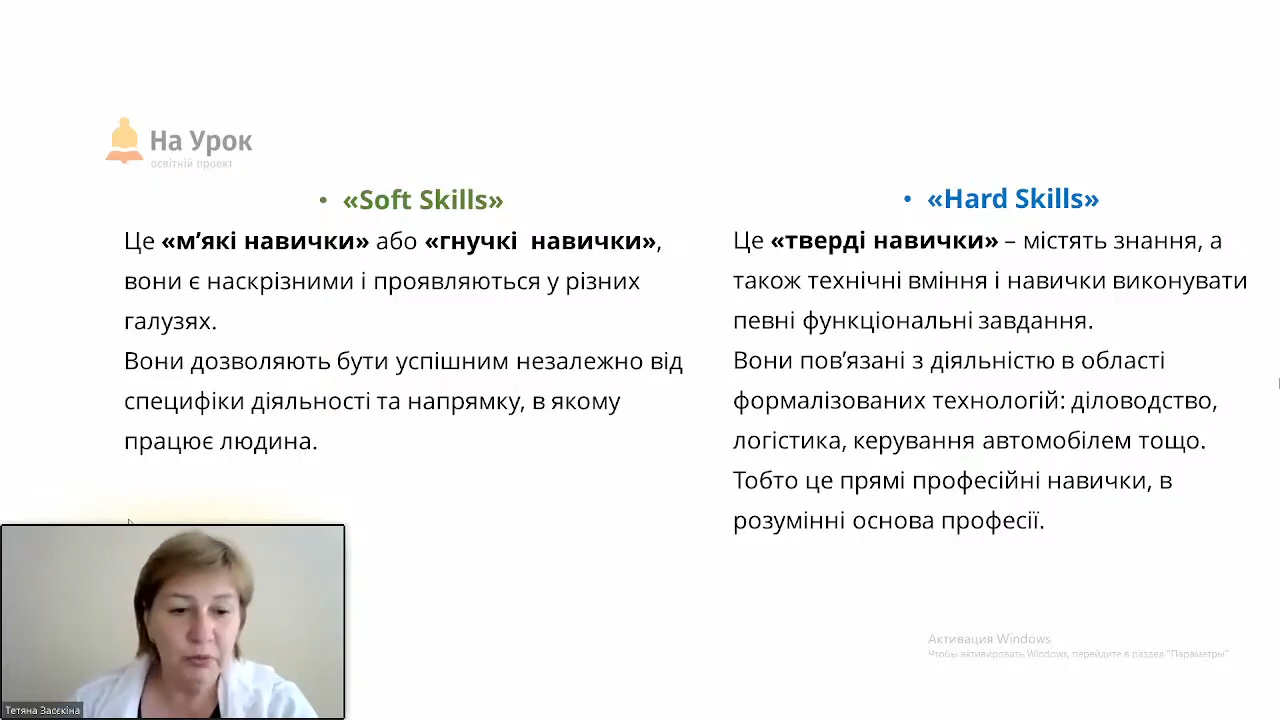 На Урок
освітній проект
• «Soft Skills»
Це «м’які навички» або «гнучкі навички»,
вони є наскрізними і проявляються у різних
галузях.
Вони дозволяють бути успішним незалежно від
специфіки діяльності та напрямку, в якому
працює людина.
• «Hard Skills»
Це «тверді навички» – містять знання, а
також технічні вміння і навички виконувати
певні функціональні завдання.
Вони пов’язані з діяльністю в області
формалізованих технологій: діловодство,
логістика, керування автомобілем тощо.
Тобто це прямі професійні навички, в
розумінні основа професії.
Активация Windows
Чтобы активировать Windows, перейдите в раздел "Параметры"
Тетяна Засєкіна